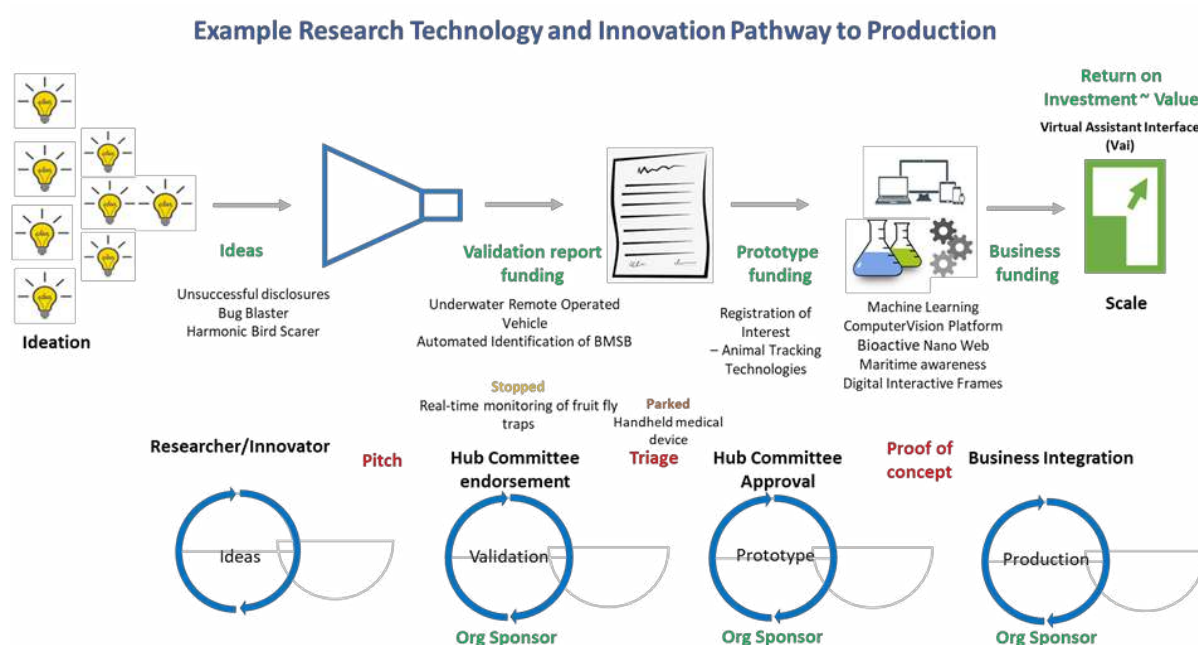 Example Research Technology and Innovation Pathway to Production
Return on
Investment ~ Value
Virtual Assistant Interface
(Vai)
Ideas
Validation report
funding
Prototype
funding
Business
funding
Ideation
Unsuccessful disclosures
Bug Blaster
Harmonic Bird Scarer
Underwater Remote Operated
Vehicle
Automated Identification of BMSB
Registration of
Interest
– Animal Tracking
Technologies
Machine Learning
ComputerVision Platform
Bioactive Nano Web
Maritime awareness
Digital Interactive Frames
Scale
Stopped
Real-time monitoring of fruit fly
traps
Parked
Handheld medical
device
Researcher/Innovator
Pitch
Hub Committee
endorsement
Triage
Hub Committee
Approval
Proof of
concept
Business Integration
Ideas
Validation
Prototype
Production
Org Sponsor
Org Sponsor
Org Sponsor